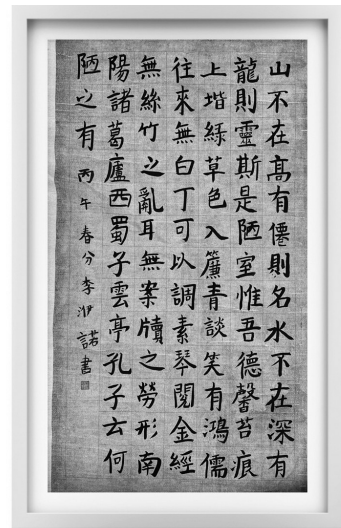 山不在髙有僊則名水不在深有
龍則靈斯是陋室惟吾德馨苔痕
上堦緑草色入簾青談笑有鴻儒
往來無白丁可以調素琴閱金經
無絲竹之亂耳無案牘之勞形南
陽諸葛廬西蜀子雲亭孔子云何
陋之有 丙午春分李諾書